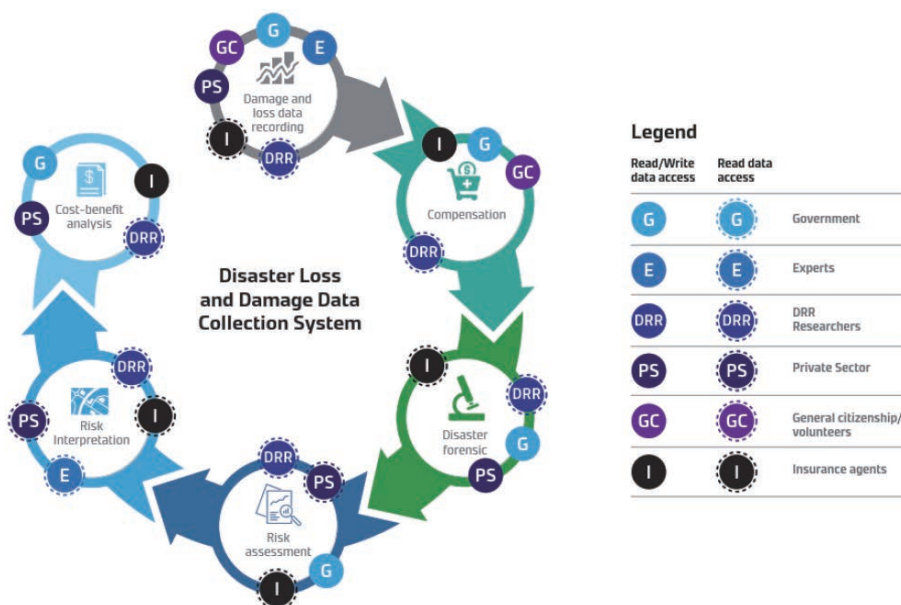 GC
G
E
PS
Damage and
loss data
recording
I
DRR
I
G
GC
Compensation
DRR
G
I
Cost-benefit
analysis
PS
DRR
Disaster Loss
and Damage Data
Collection System
I
DRR
Disaster
forensic
G
PS
DRR
PS
Risk
Interpretation
I
E
DRR
PS
Risk
assessment
G
I
Legend
Read/Write
data access
Read data
access
G
G
Government
E
E
Experts
DRR
DRR
DRR
Researchers
PS
PS
Private Sector
GC
GC
General citizenship/
volunteers
I
I
Insurance agents